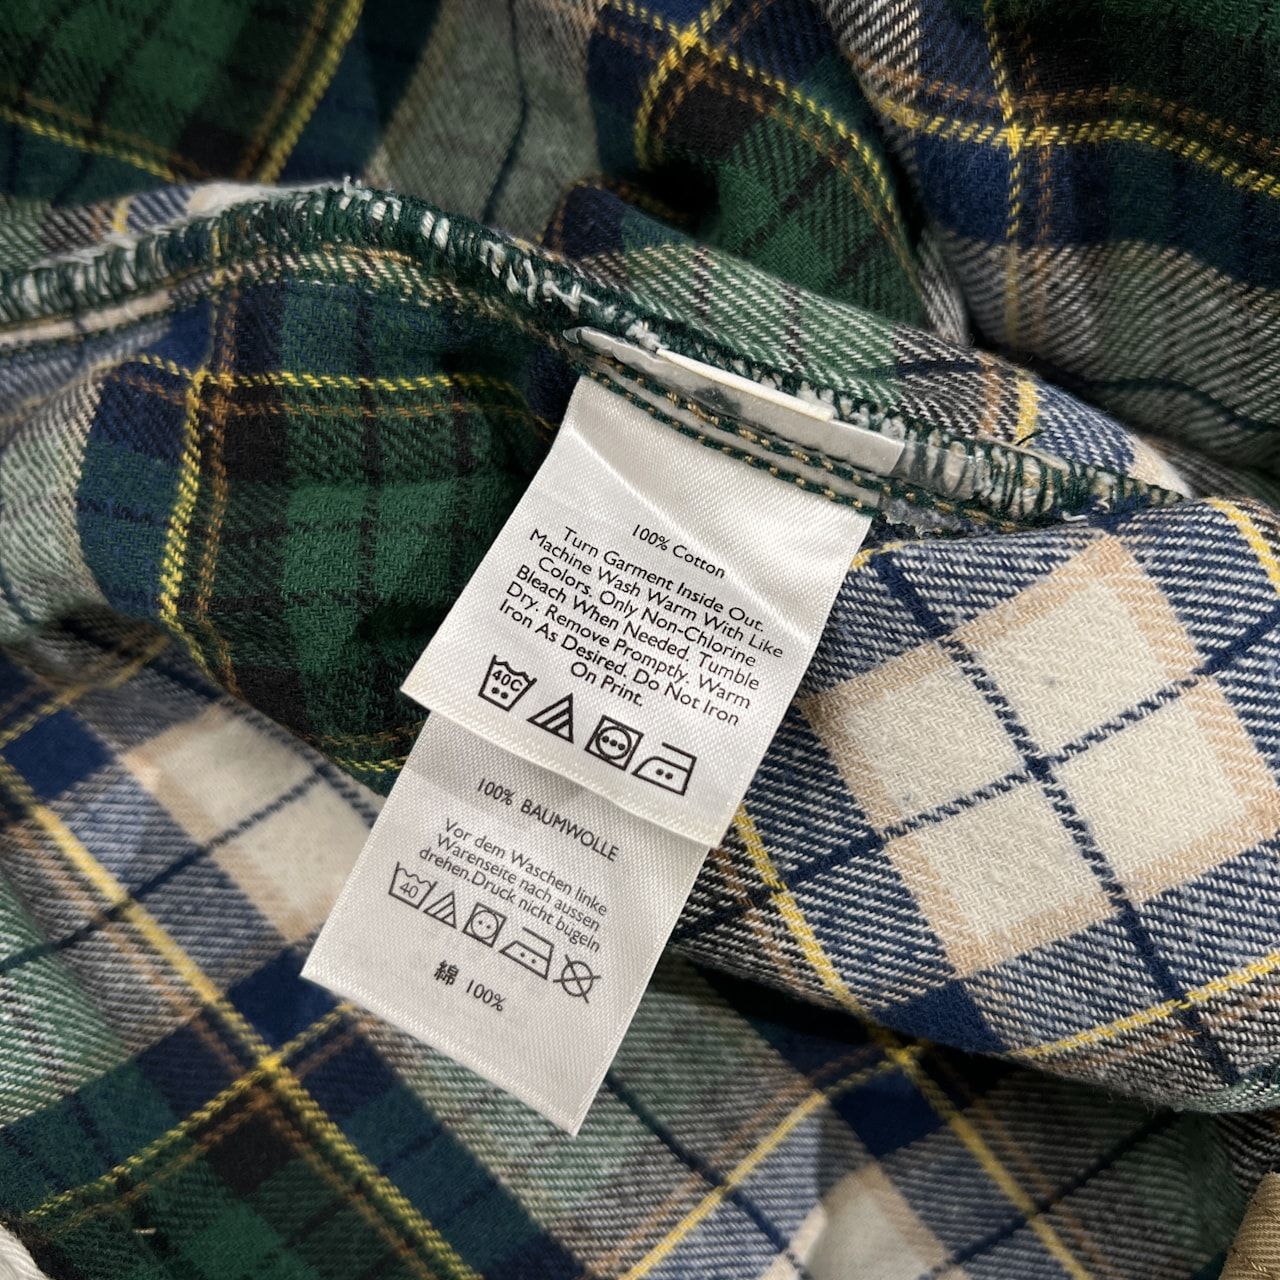 100% Cotton
Turn Garment Inside Out.
Machine Wash Warm With Like
Colors. Only Non-Chlorine
Bleach When Needed. Tumble
Dry. Remove Promptly. Warm
Iron As Desired. Do Not Iron
On Print.
40C
100% BAUMWOLLE
Vor dem Waschen linke
Warenseite nach aussen
drehen.Druck nicht bügeln
40
綿 100%